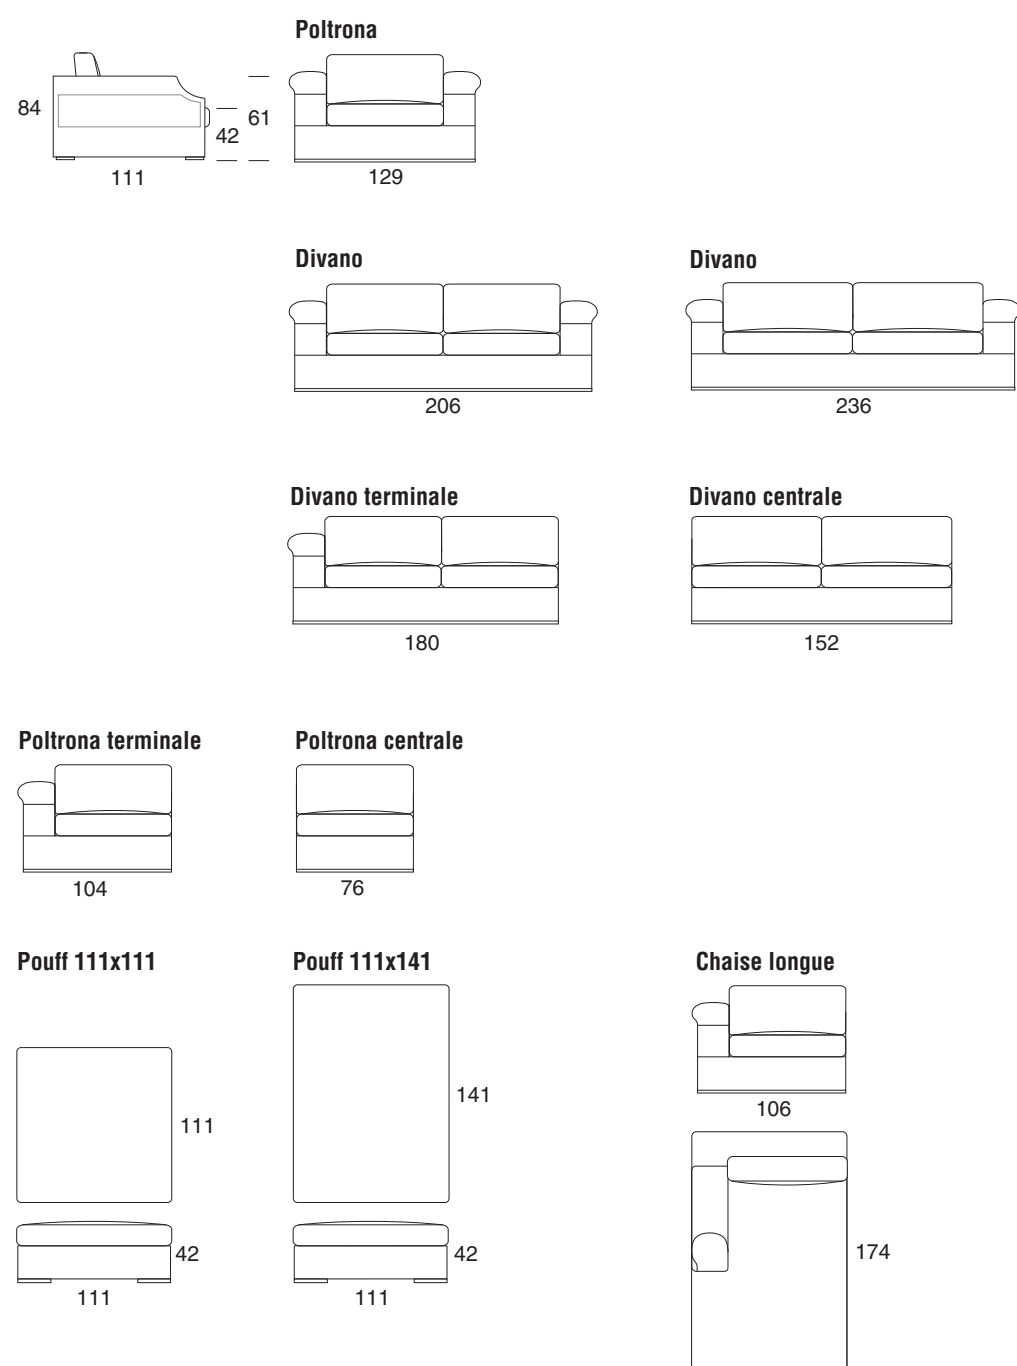 Poltrona
84
42
61
111
129
Divano
Divano
206
236
Divano terminale
Divano centrale
180
152
Poltrona terminale
Poltrona centrale
104
76
Pouff 111x111
Pouff 111x141
Chaise longue
141
106
111
42
42
174
111
111